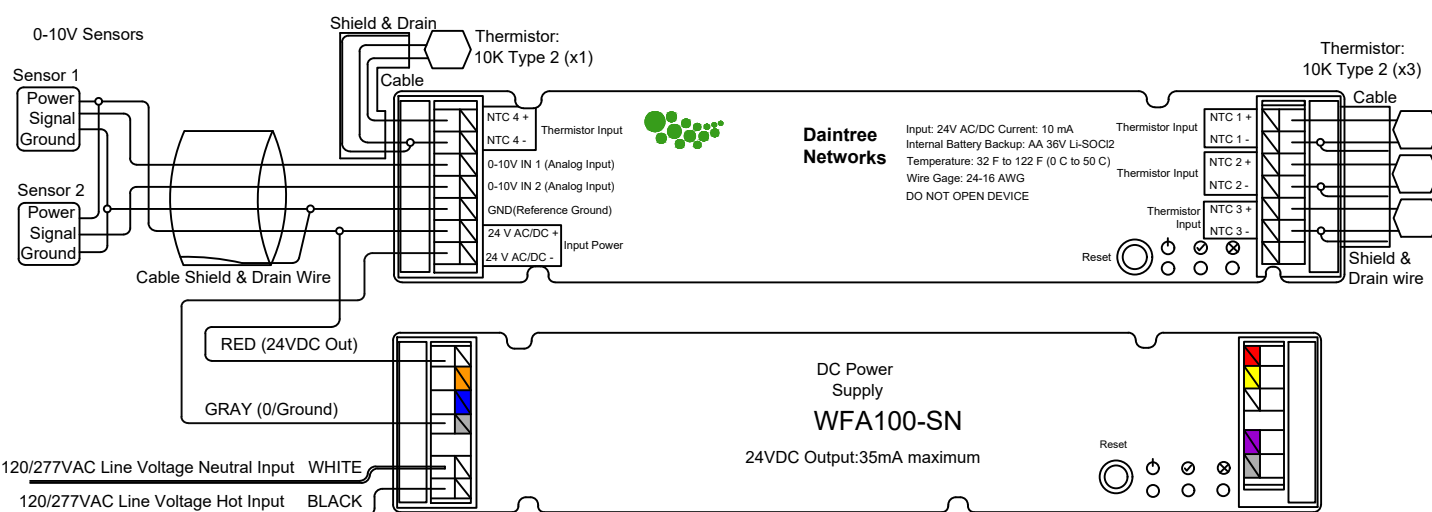 0-10V Sensors
Sensor 1
Power
Signal
Ground
Sensor 2
Power
Signal
Ground
Cable Shield & Drain Wire
Shield & Drain
Cable
Thermistor:
10K Type 2 (x1)
NTC 4 +
NTC 4 -
Thermistor Input
0-10V IN 1 (Analog Input)
0-10V IN 2 (Analog Input)
GND(Reference Ground)
24 V AC/DC +
24 V AC/DC -
Input Power
Daintree
Networks
Input: 24V AC/DC Current: 10 mA
Internal Battery Backup: AA 36V Li-SOCl2
Temperature: 32 F to 122 F (0 C to 50 C)
Wire Gage: 24-16 AWG
DO NOT OPEN DEVICE
Thermistor:
10K Type 2 (x3)
Cable
Thermistor Input
NTC 1 +
NTC 1 -
Thermistor Input
NTC 2 +
NTC 2 -
Thermistor
Input
NTC 3 +
NTC 3 -
Reset
Shield &
Drain wire
RED (24VDC Out)
GRAY (0/Ground)
120/277VAC Line Voltage Neutral Input WHITE
120/277VAC Line Voltage Hot Input BLACK
DC Power
Supply
WFA100-SN
24VDC Output:35mA maximum
Reset